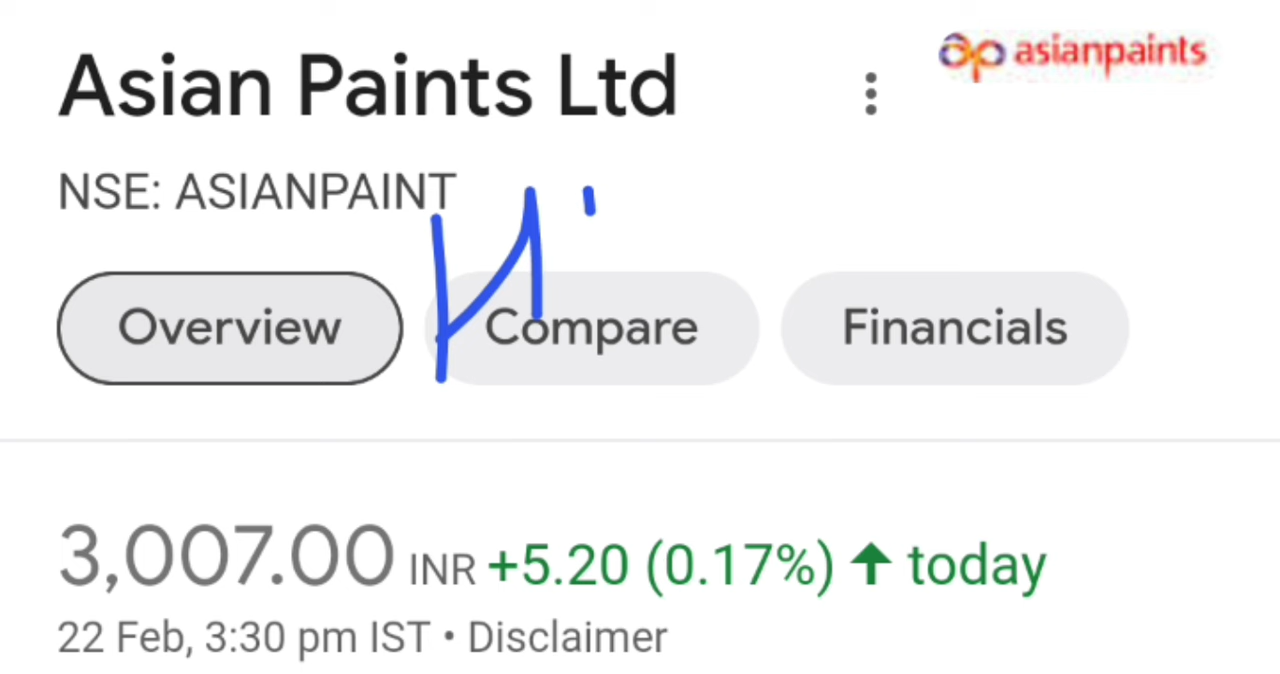 Asian Paints Ltd
asianpaints
NSE: ASIANPAINT
Overview Compare Financials
3,007.00 INR +5.20 (0.17%) ↑ today
22 Feb, 3:30 pm IST • Disclaimer